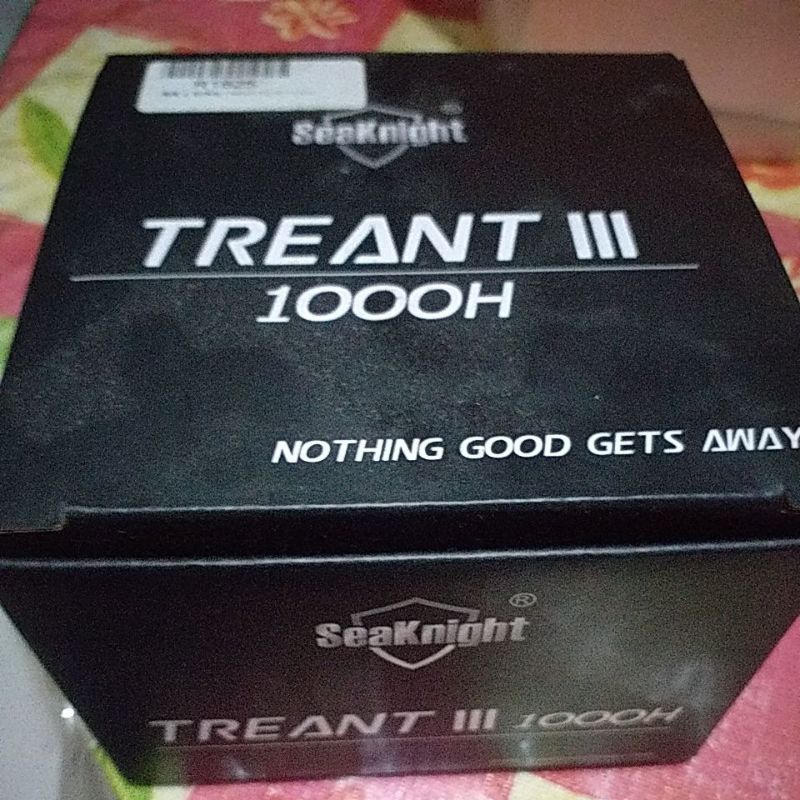 SeaKnight ®
TREANT III
1000H
NOTHING GOOD GETS AWAY
SeaKnight ®
TREANT III 1000H